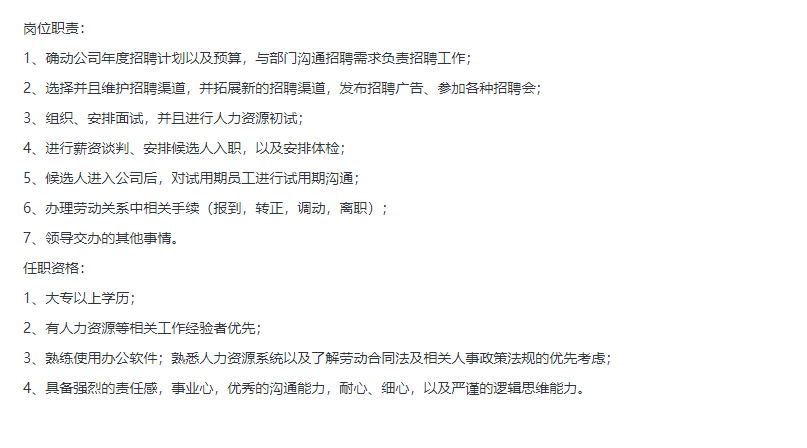 岗位职责：
1、确动公司年度招聘计划以及预算，与部门沟通招聘需求负责招聘工作；
2、选择并且维护招聘渠道，并拓展新的招聘渠道，发布招聘广告、参加各种招聘会；
3、组织、安排面试，并且进行人力资源初试；
4、进行薪资谈判、安排候选人入职，以及安排体检；
5、候选人进入公司后，对试用期员工进行试用期沟通；
6、办理劳动关系中相关手续（报到，转正，调动，离职）；
7、领导交办的其他事情。
任职资格：
1、大专以上学历；
2、有人力资源等相关工作经验者优先；
3、熟练使用办公软件；熟悉人力资源系统以及了解劳动合同法及相关人事政策法规的优先考虑；
4、具备强烈的责任感，事业心，优秀的沟通能力，耐心、细心，以及严谨的逻辑思维能力。